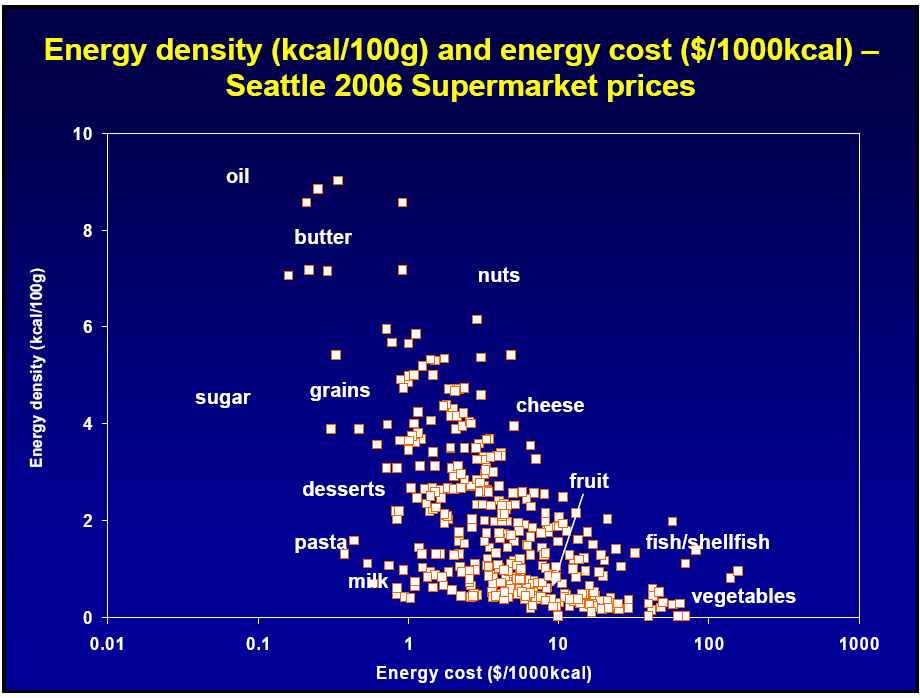 Energy density (kcal/100g) and energy cost ($/1000kcal) –
Seattle 2006 Supermarket prices
10
oil
8
butter
nuts
6
grains
sugar
cheese
4
fruit
desserts
2
pasta
fish/shellfish
milk
vegetables
0
0.01 0.1 1 10 100 1000
Energy density (kcal/100g)
Energy cost ($/1000kcal)